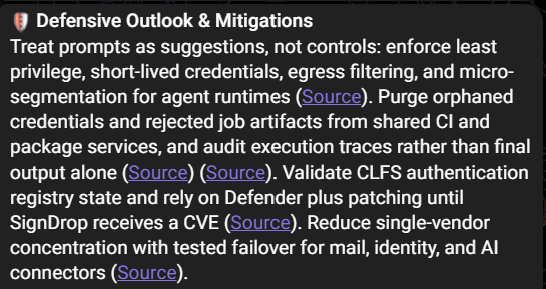 Defensive Outlook & Mitigations
Treat prompts as suggestions, not controls: enforce least
privilege, short-lived credentials, egress filtering, and micro-
segmentation for agent runtimes (Source). Purge orphaned
credentials and rejected job artifacts from shared CI and
package services, and audit execution traces rather than final
output alone (Source) (Source). Validate CLFS authentication
registry state and rely on Defender plus patching until
SignDrop receives a CVE (Source). Reduce single-vendor
concentration with tested failover for mail, identity, and AI
connectors (Source).